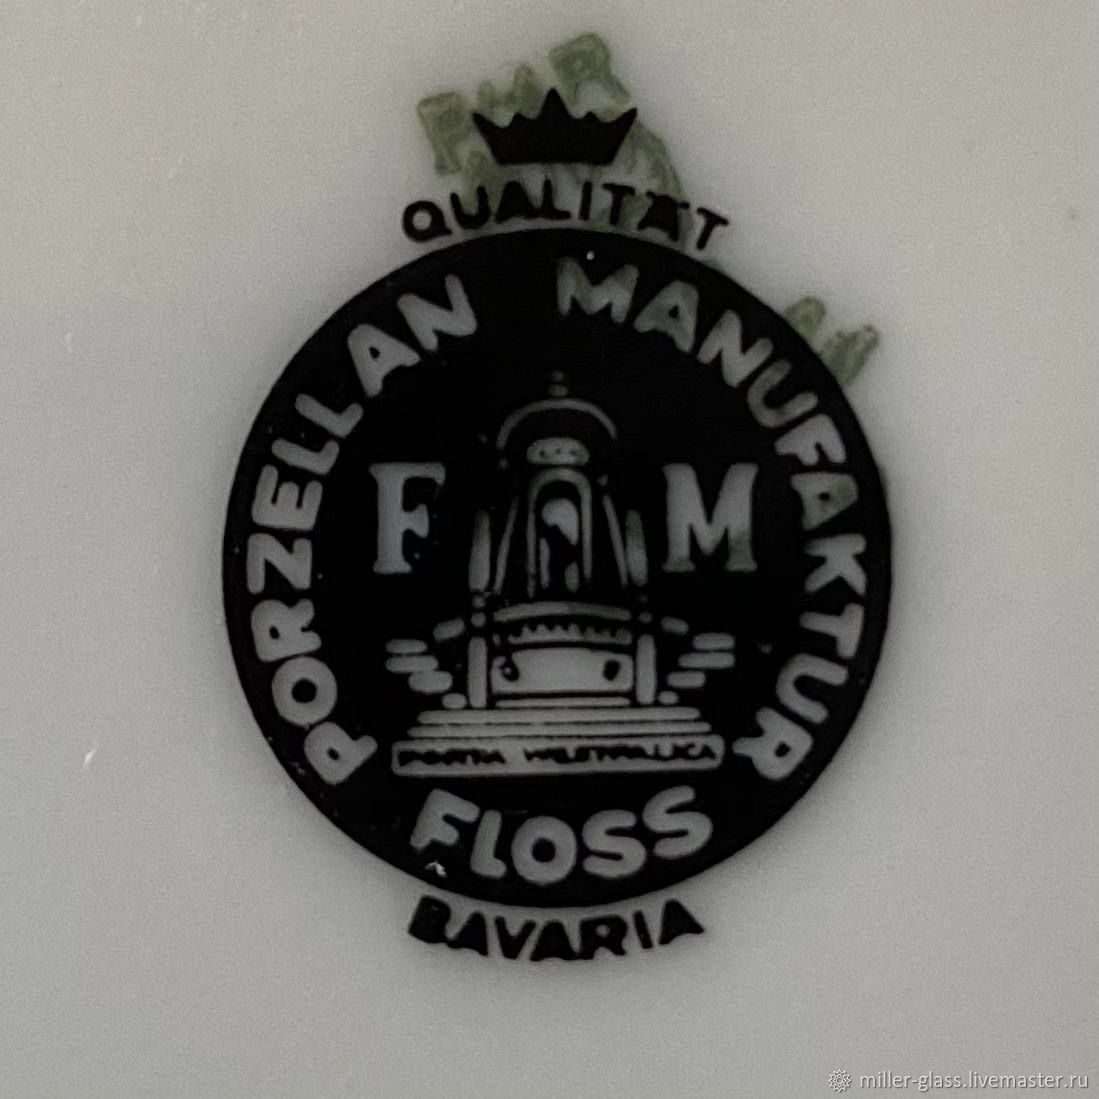 QUALITÄT
PORZELLAN MANUFAKTUR
F M
PORTA WESTFALICA
FLOSS
BAVARIA
miller-glass.livemaster.ru